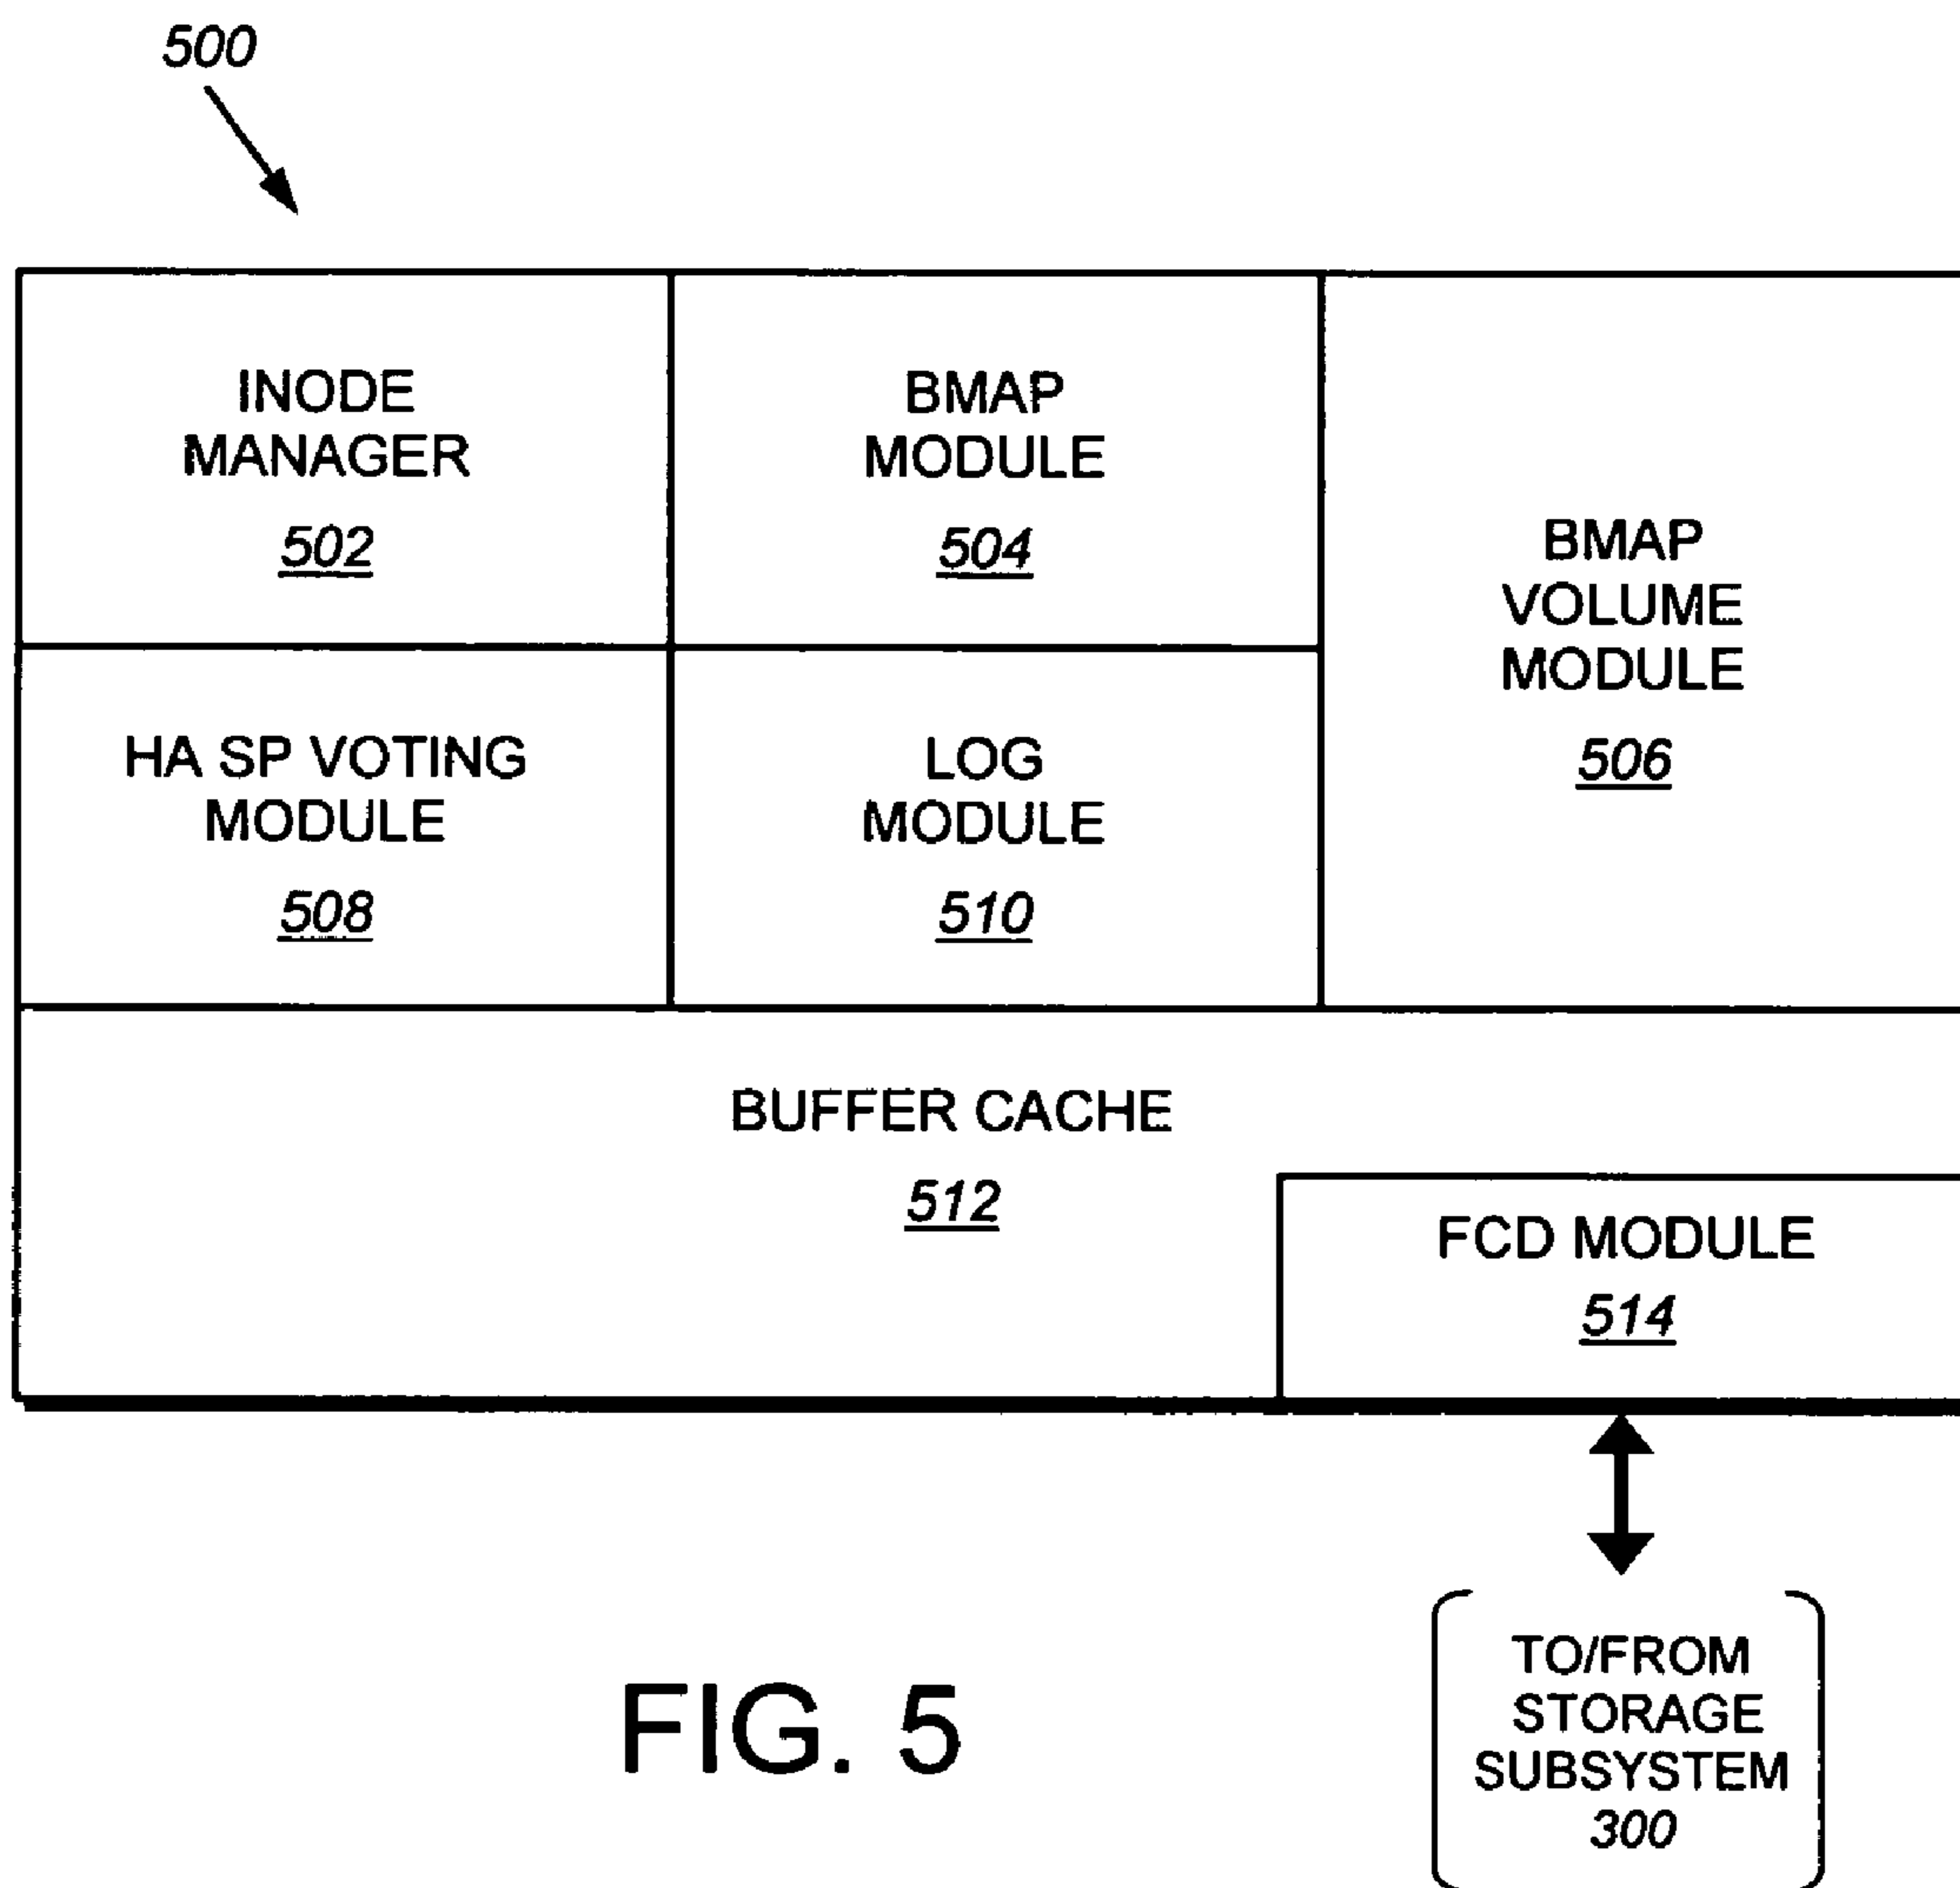 500
INODE
MANAGER
502
BMAP
MODULE
504
BMAP
VOLUME
MODULE
506
HA SP VOTING
MODULE
508
LOG
MODULE
510
BUFFER CACHE
512
FCD MODULE
514
TO/FROM
STORAGE
SUBSYSTEM
300
FIG. 5